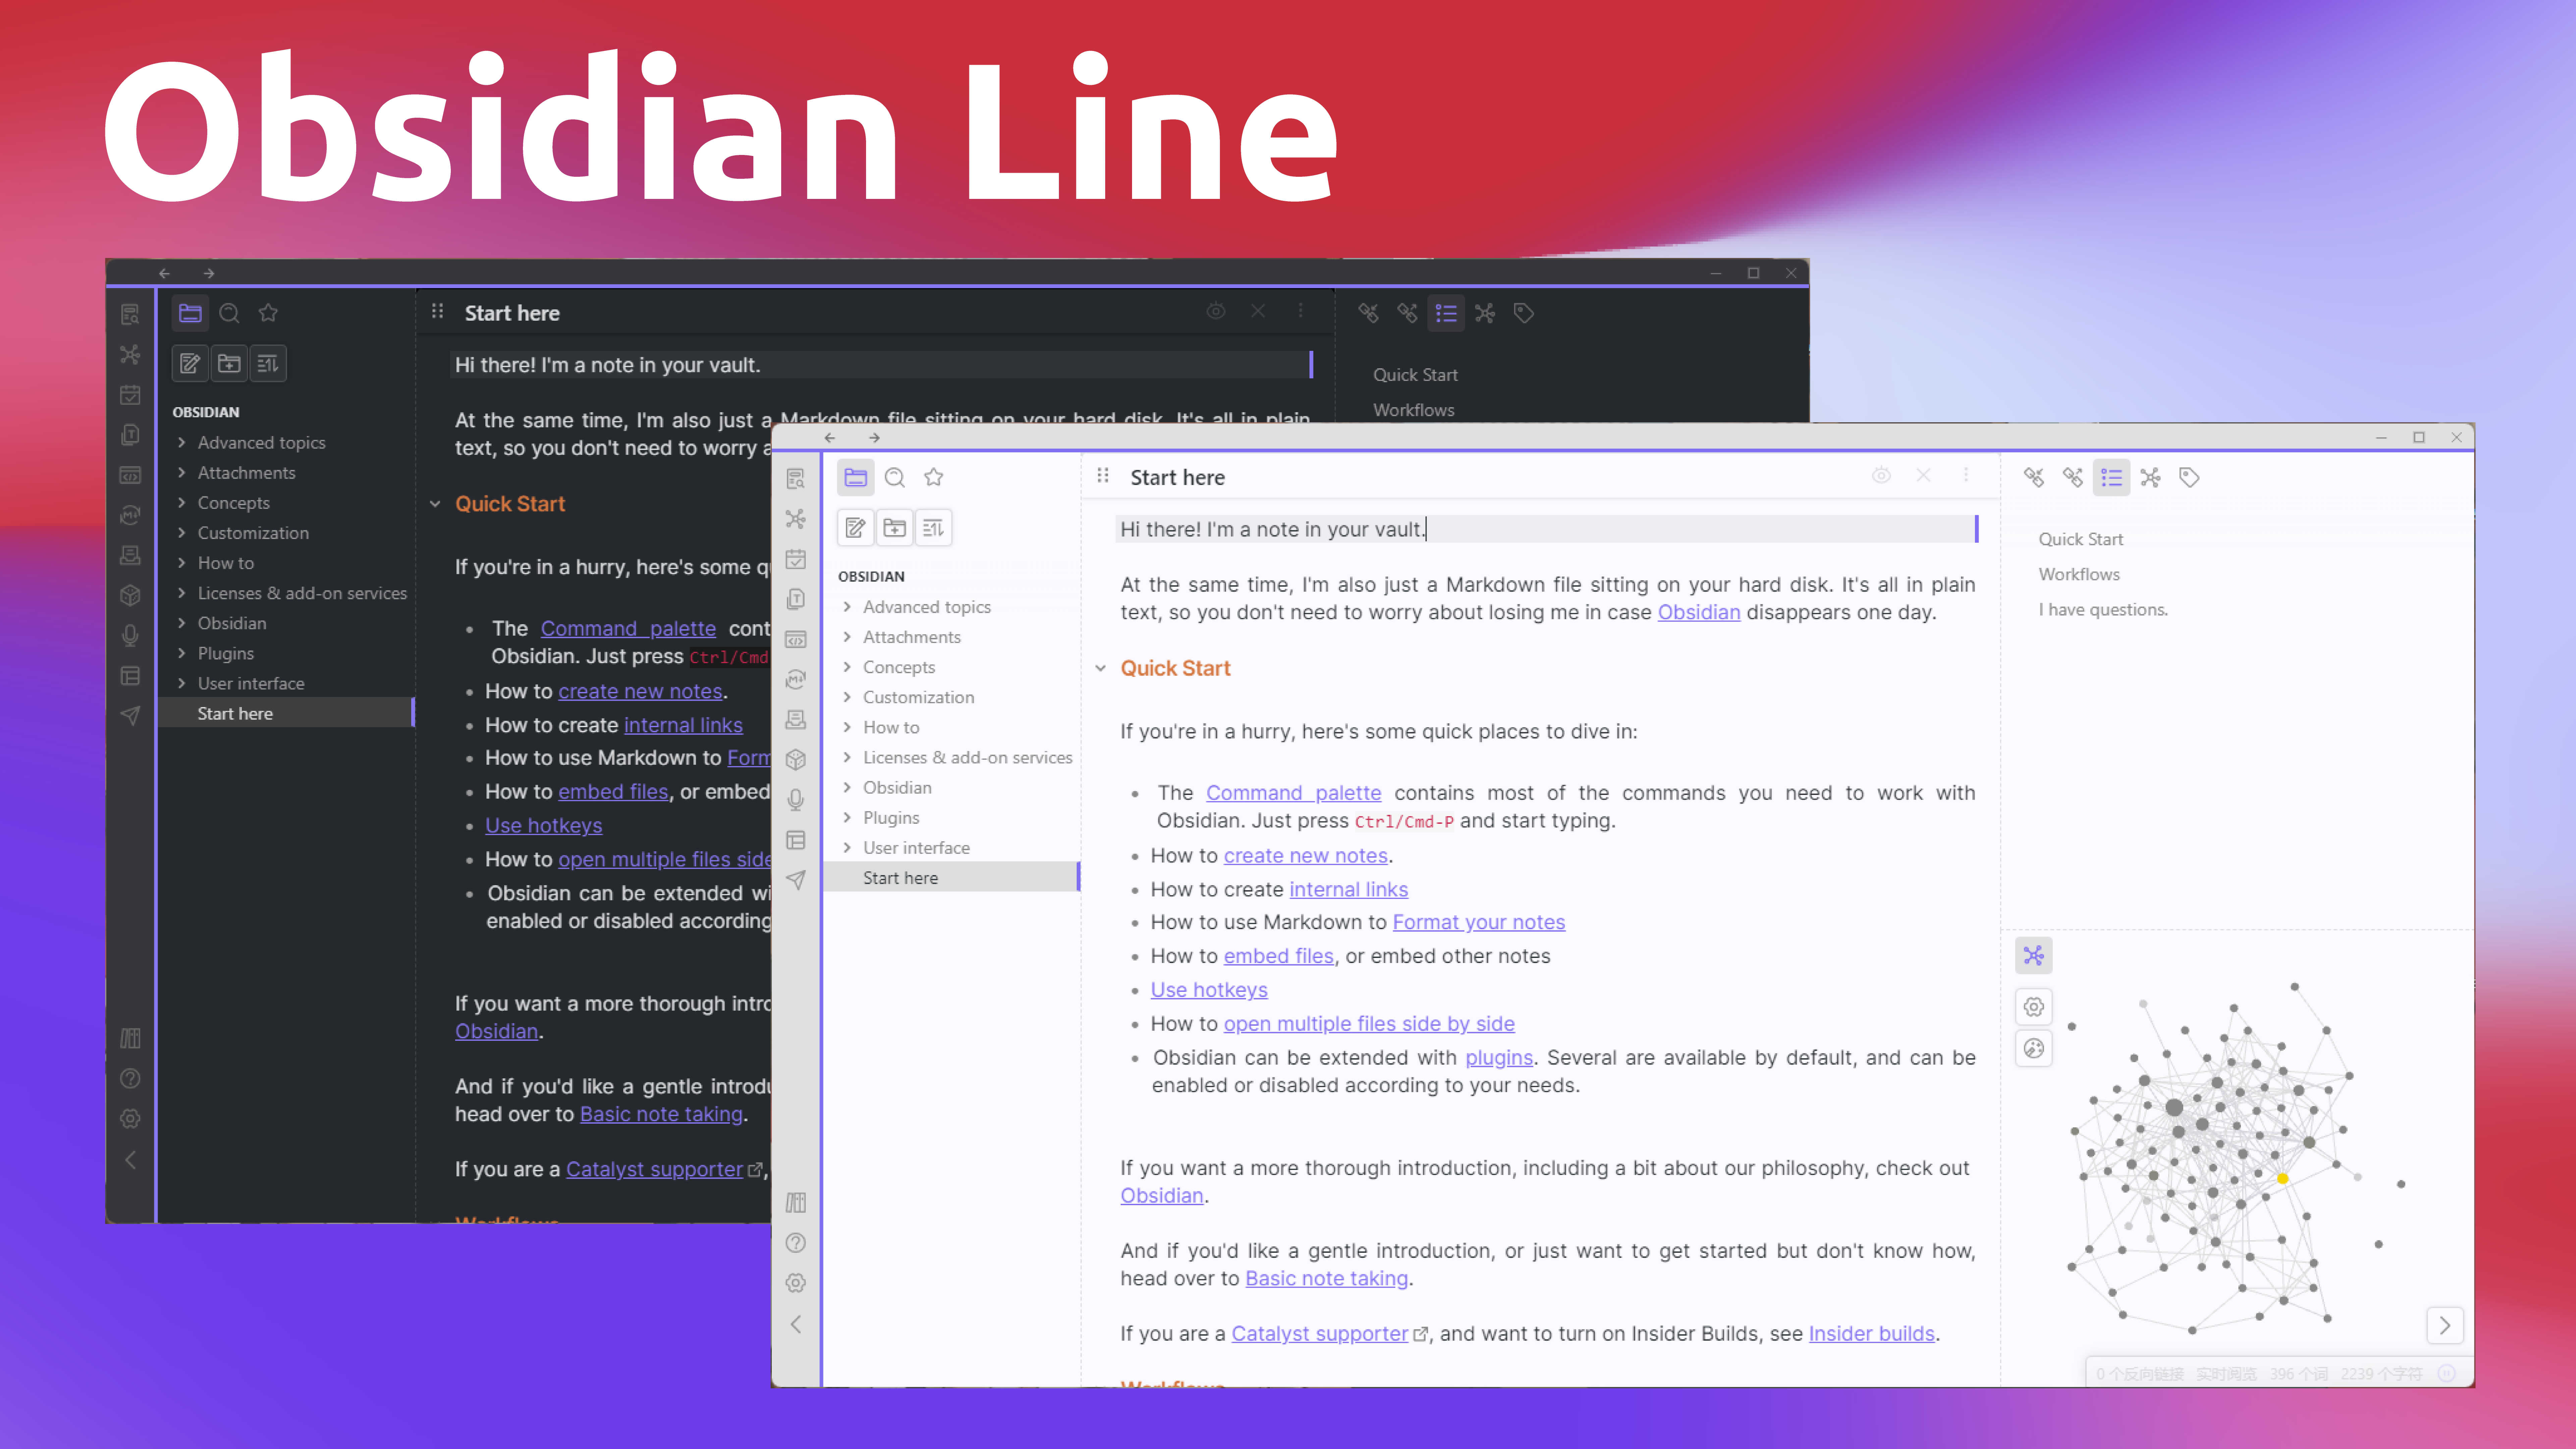 Obsidian Line
Start here
Hi there! I'm a note in your vault.
At the same time, I'm also just a Markdown file sitting on your hard disk. It's all in plain
text, so you don't need to worry a
Quick Start
If you're in a hurry, here's some q
The Command palette cont
Obsidian. Just press Ctrl/Cmd
How to create new notes.
How to create internal links
How to use Markdown to Form
How to embed files, or embed
Use hotkeys
How to open multiple files side
Obsidian can be extended wi
enabled or disabled according
If you want a more thorough intro
Obsidian.
And if you'd like a gentle introdu
head over to Basic note taking.
If you are a Catalyst supporter,
Workflows
OBSIDIAN
Advanced topics
Attachments
Concepts
Customization
How to
Licenses & add-on services
Obsidian
Plugins
User interface
Start here
Quick Start
Workflows
OBSIDIAN
Advanced topics
Attachments
Concepts
Customization
How to
Licenses & add-on services
Obsidian
Plugins
User interface
Start here
Start here
Hi there! I'm a note in your vault.
At the same time, I'm also just a Markdown file sitting on your hard disk. It's all in plain
text, so you don't need to worry about losing me in case Obsidian disappears one day.
Quick Start
If you're in a hurry, here's some quick places to dive in:
The Command palette contains most of the commands you need to work with
Obsidian. Just press Ctrl/Cmd-P and start typing.
How to create new notes.
How to create internal links
How to use Markdown to Format your notes
How to embed files, or embed other notes
Use hotkeys
How to open multiple files side by side
Obsidian can be extended with plugins. Several are available by default, and can be
enabled or disabled according to your needs.
If you want a more thorough introduction, including a bit about our philosophy, check out
Obsidian.
And if you'd like a gentle introduction, or just want to get started but don't know how,
head over to Basic note taking.
If you are a Catalyst supporter, and want to turn on Insider Builds, see Insider builds.
Workflows
Quick Start
Workflows
I have questions.
0 个反向链接 实时阅览 396 个词 2239 个字符